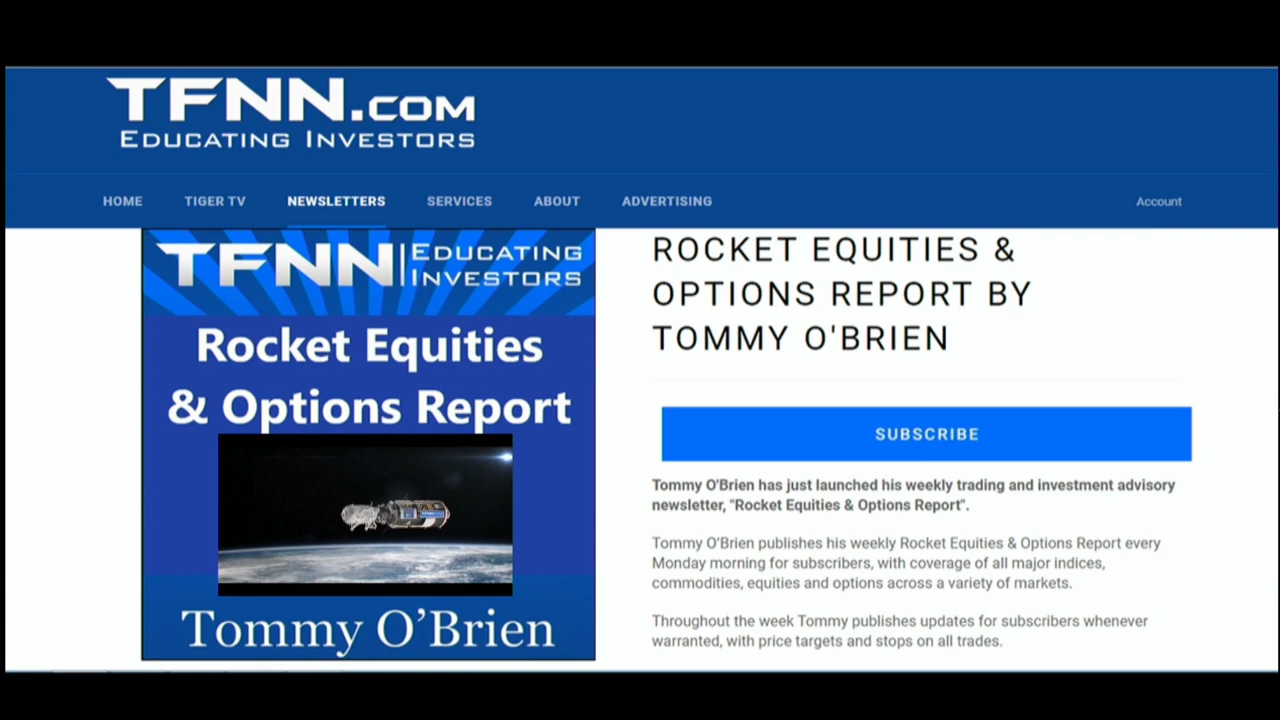 TFNN.COM
EDUCATING INVESTORS
HOME TIGER TV NEWSLETTERS SERVICES ABOUT ADVERTISING Account
TFNN | EDUCATING
INVESTORS
Rocket Equities
& Options Report
Tommy O’Brien
ROCKET EQUITIES &
OPTIONS REPORT BY
TOMMY O'BRIEN
SUBSCRIBE
Tommy O'Brien has just launched his weekly trading and investment advisory
newsletter, "Rocket Equities & Options Report".
Tommy O’Brien publishes his weekly Rocket Equities & Options Report every
Monday morning for subscribers, with coverage of all major indices,
commodities, equities and options across a variety of markets.
Throughout the week Tommy publishes updates for subscribers whenever
warranted, with price targets and stops on all trades.